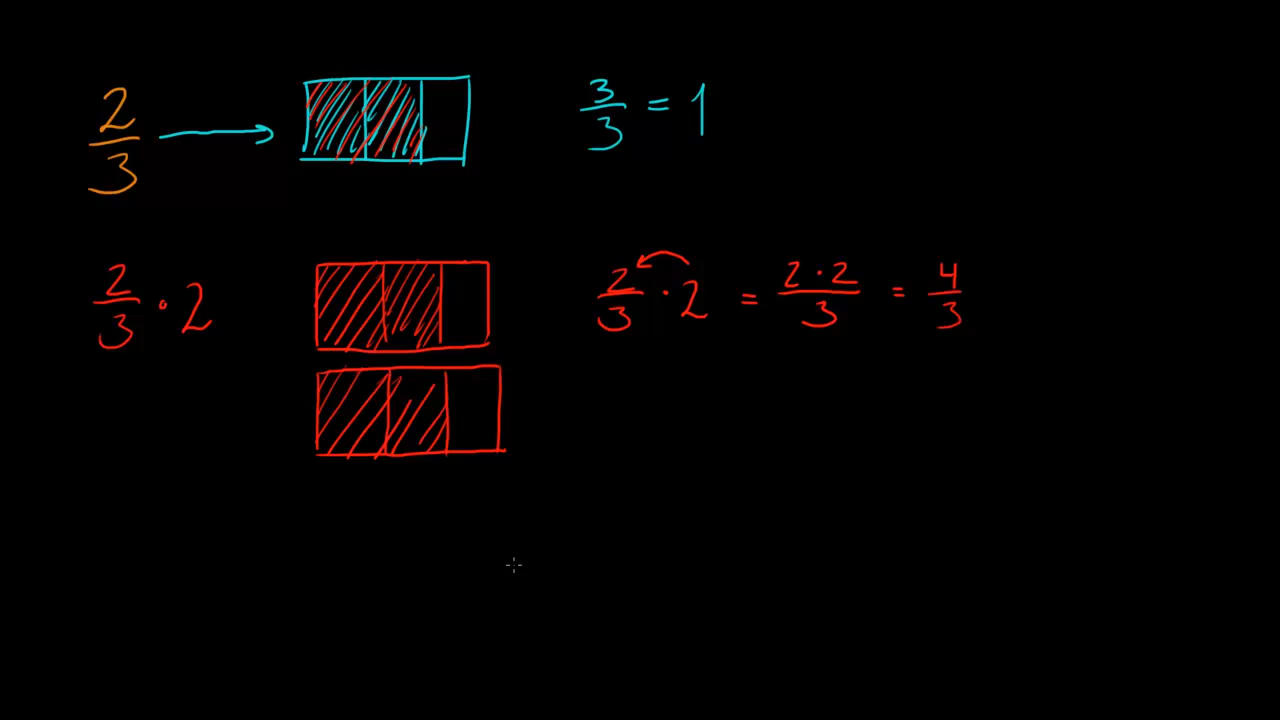 2/3 → 3/3 = 1
2/3 · 2 2/3 · 2 = 2 · 2/3 = 4/3